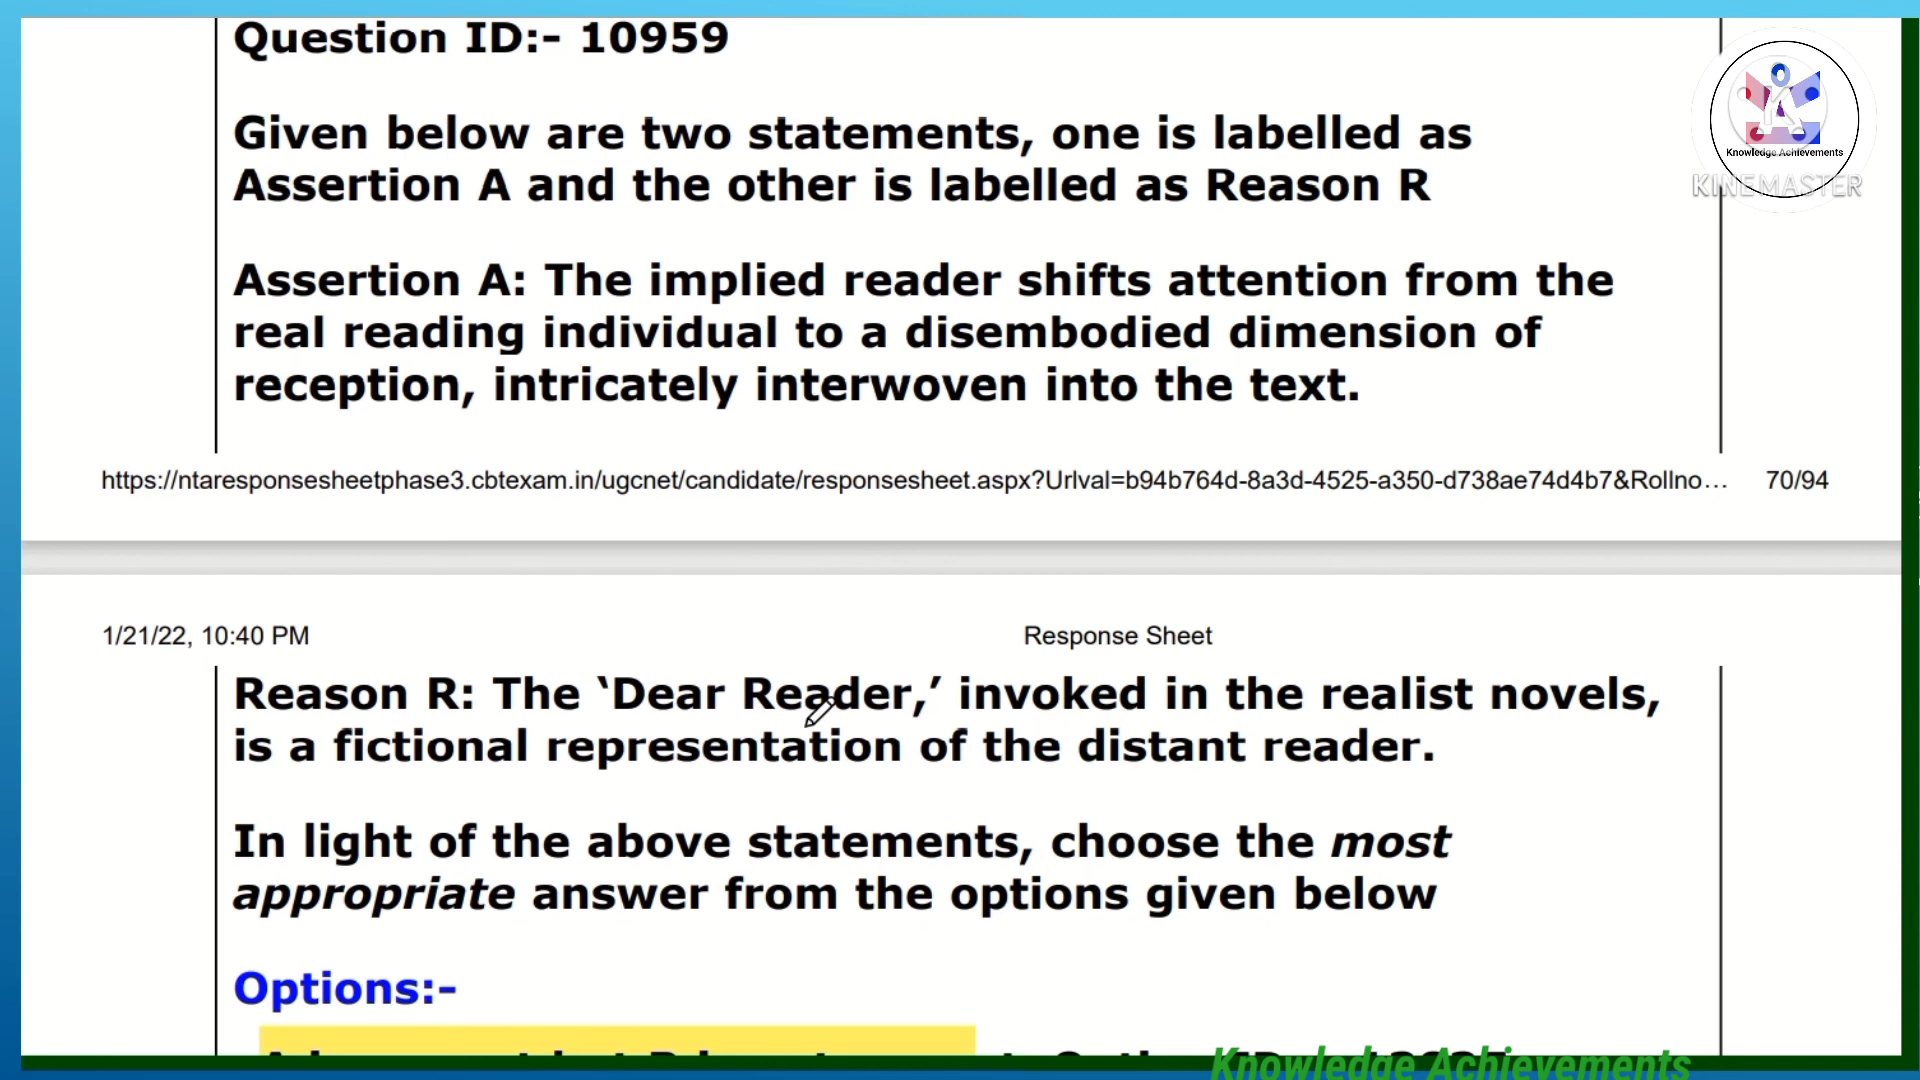 Question ID:- 10959
Given below are two statements, one is labelled as
Assertion A and the other is labelled as Reason R
Knowledge Achievements
KINEMASTER
Assertion A: The implied reader shifts attention from the
real reading individual to a disembodied dimension of
reception, intricately interwoven into the text.
https://ntaresponsesheetphase3.cbtexam.in/ugcnet/candidate/responsesheet.aspx?Urlval=b94b764d-8a3d-4525-a350-d738ae74d4b7&Rollno… 70/94
1/21/22, 10:40 PM Response Sheet
Reason R: The ‘Dear Reader,’ invoked in the realist novels,
is a fictional representation of the distant reader.
In light of the above statements, choose the most
appropriate answer from the options given below
Options:-
Knowledge Achievements